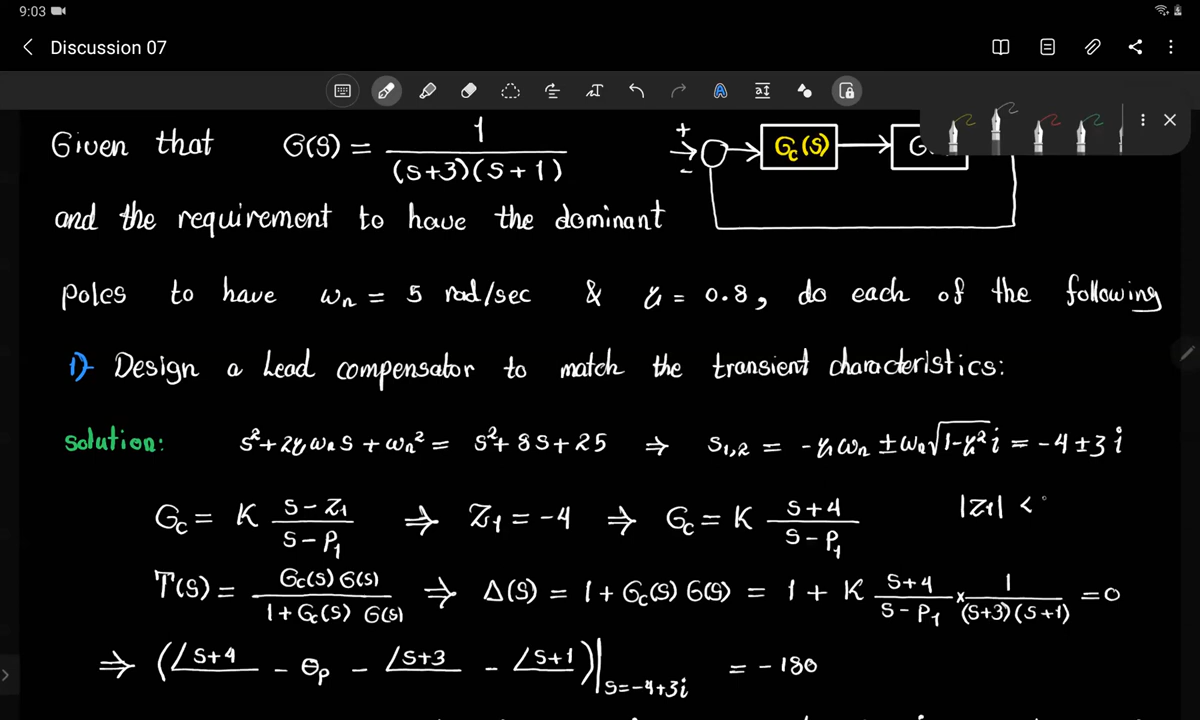 9:03
Discussion 07
Given that G(s) = 1 / (s+3)(s+1)
+ - Gc(s) G
and the requirement to have the dominant
poles to have ωn = 5 rad/sec & ζ = 0.8, do each of the following
1) Design a Lead compensator to match the transient characteristics:
solution: s²+2ζωns+ωn² = s²+8s+25 ⇒ s1,2 = -ζωn ±ωn√(1-ζ²) i = -4±3i
Gc = K (s-Z1)/(s-P1) ⇒ Z1 = -4 ⇒ Gc = K (s+4)/(s-P1) |Z1| <
T(s) = Gc(s) G(s) / 1+Gc(s) G(s) ⇒ Δ(s) = 1+Gc(s) G(s) = 1 + K (s+4)/(s-P1) × 1/(s+3)(s+1) = 0
⇒ (∠s+4 - θp - ∠s+3 - ∠s+1)|s=-4+3i = -180